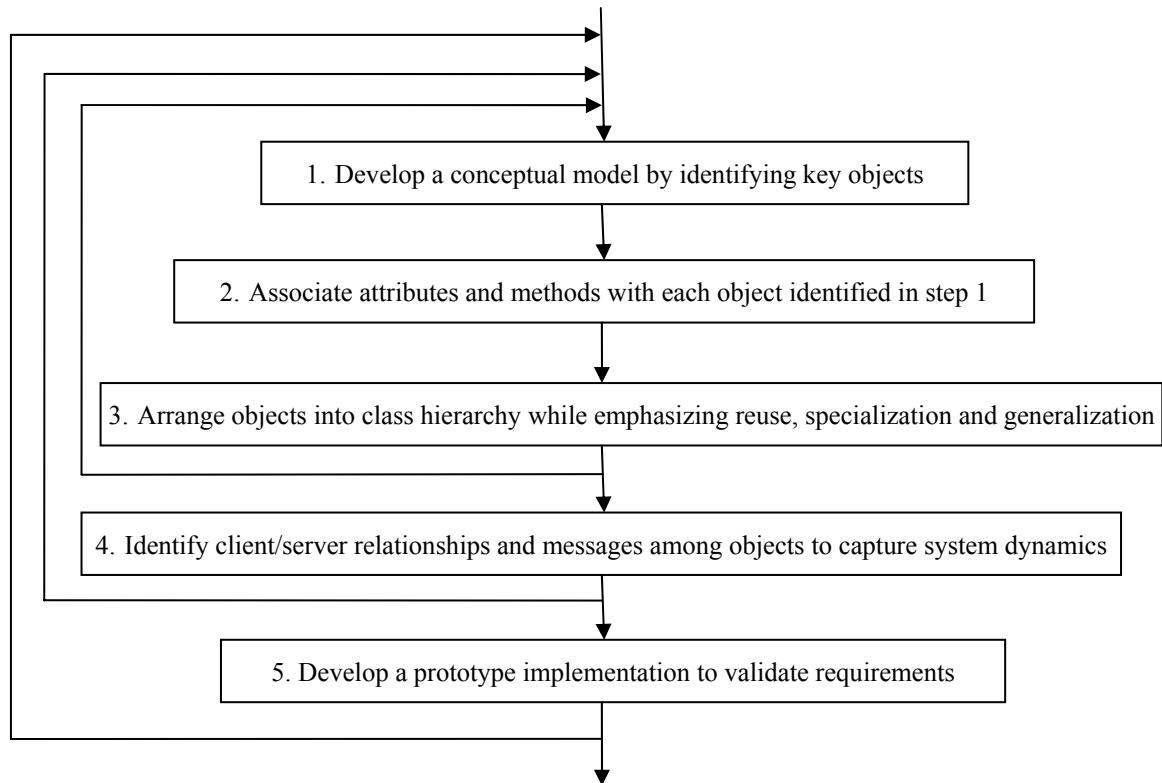 1. Develop a conceptual model by identifying key objects
2. Associate attributes and methods with each object identified in step 1
3. Arrange objects into class hierarchy while emphasizing reuse, specialization and generalization
4. Identify client/server relationships and messages among objects to capture system dynamics
5. Develop a prototype implementation to validate requirements